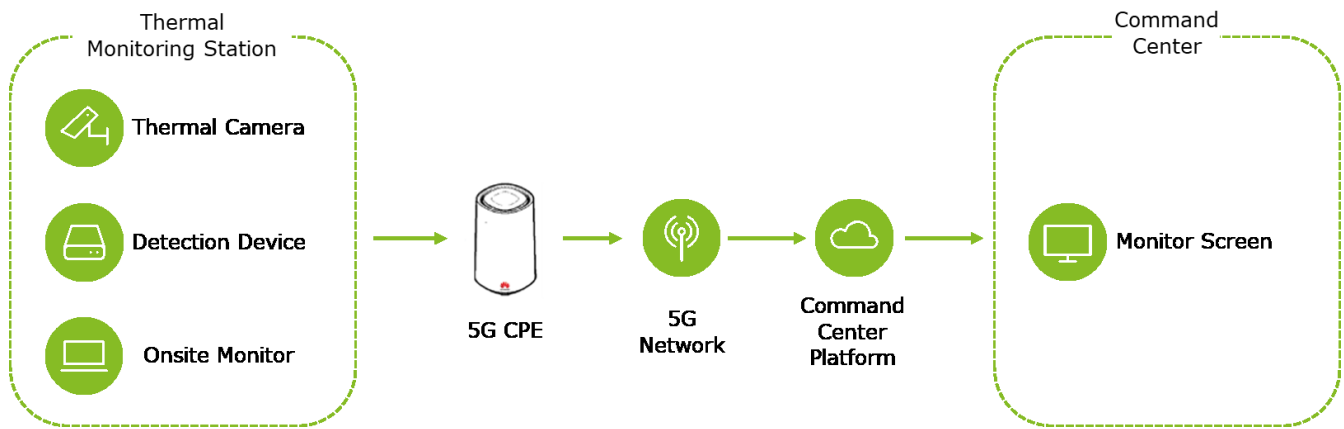 Thermal
Monitoring Station
Thermal Camera
Detection Device
Onsite Monitor
5G CPE
5G
Network
Command
Center
Platform
Command
Center
Monitor Screen